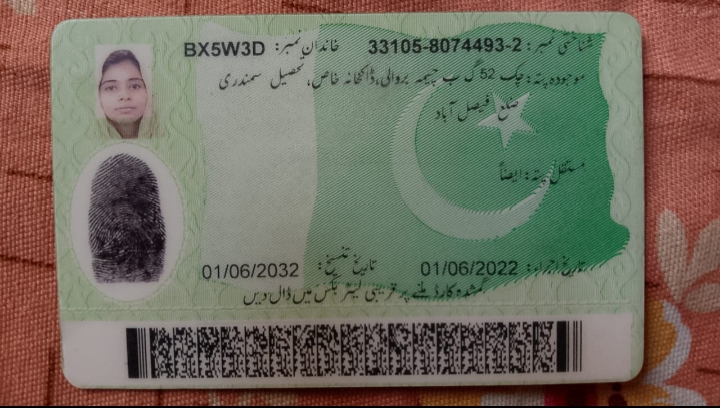 شناختی نمبر: 33105-8074493-2 خاندان نمبر: BX5W3D
موجودہ پتہ: چک 52 گ ب چیمہ بروالی، ڈاکخانہ خاص، تحصیل سمندری
ضلع فیصل آباد
مستقل پتہ: ایضاً
تاریخ اجراء: 01/06/2022 تاریخ تنسیخ: 01/06/2032
گمشدہ کارڈ ملنے پر قریبی لیٹر بکس میں ڈال دیں